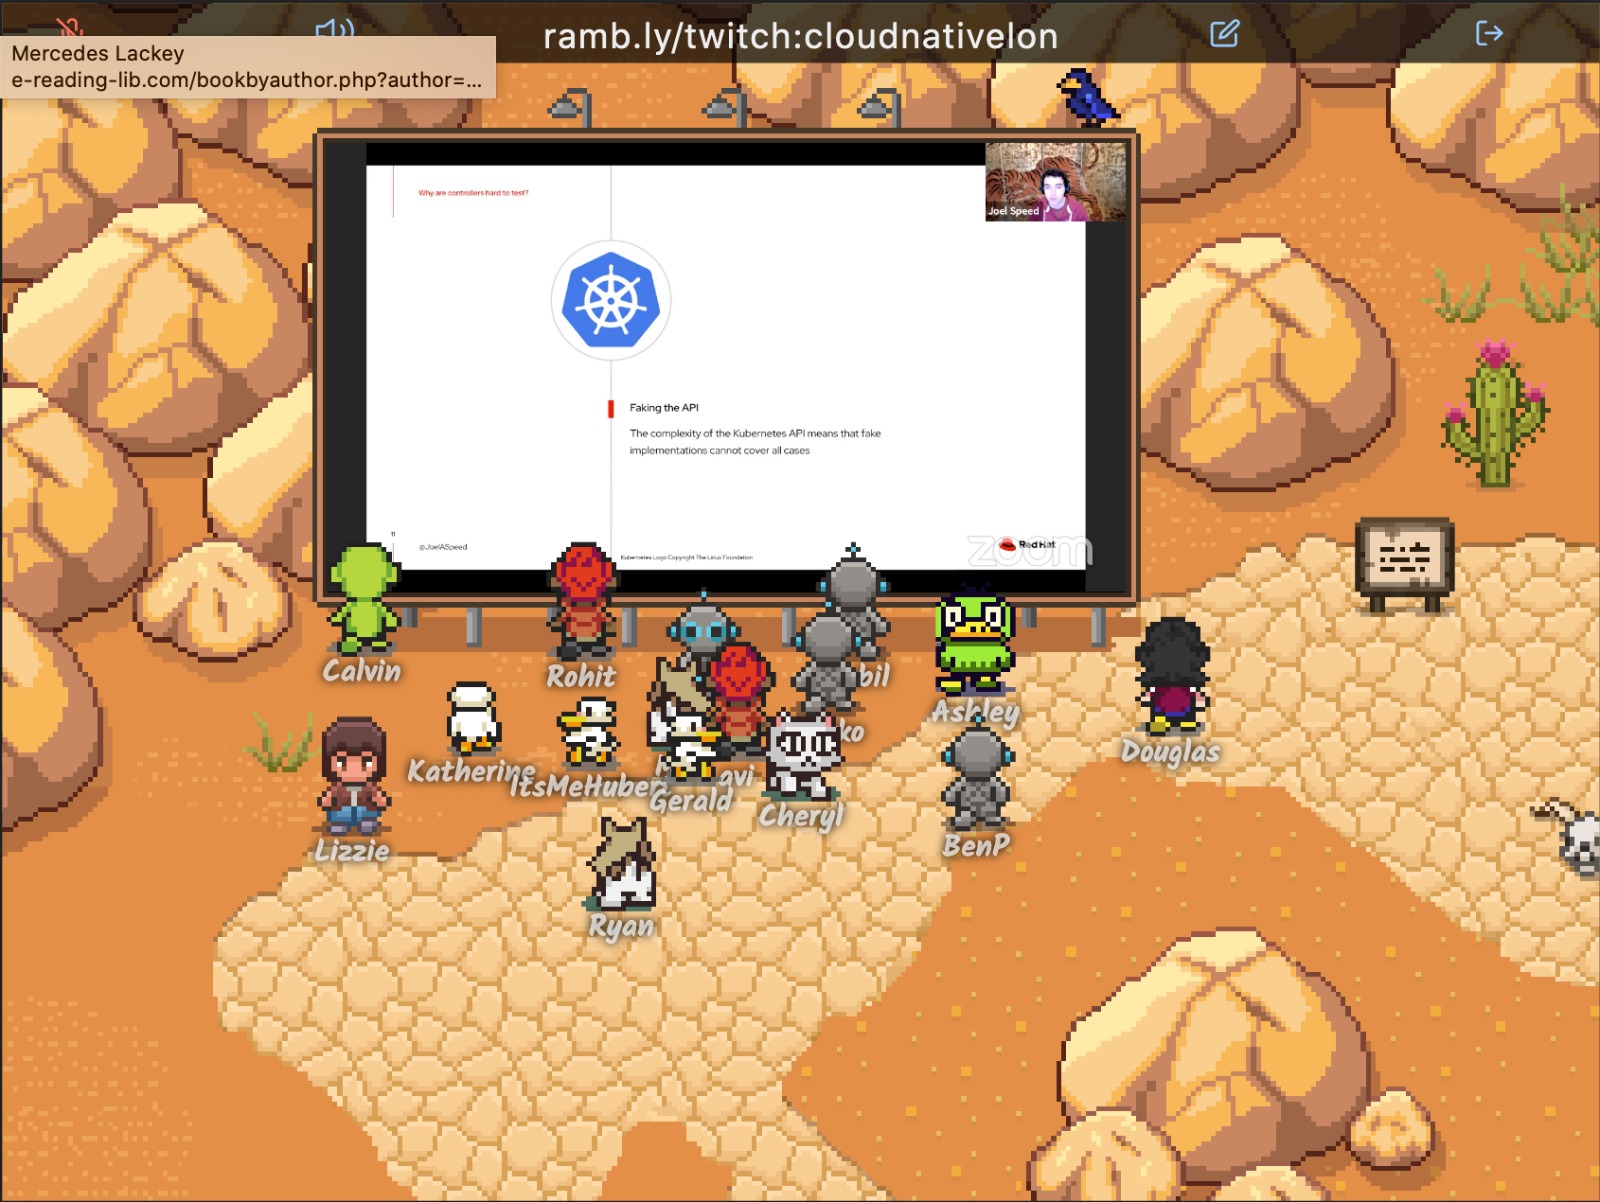 ramb.ly/twitch:cloudnativelon
Mercedes Lackey
e-reading-lib.com/bookbyauthor.php?author=...
Why are controllers hard to test?
Joel Speed
Faking the API
The complexity of the Kubernetes API means that fake
implementations cannot cover all cases
11
@JoelASpeed
Kubernetes Logo Copyright The Linux Foundation
Red Hat
zoom
Calvin
Rohit
bil
Ashley
ko
Douglas
Katherine
ItsMeHuber
avi
Gerald
Cheryl
Lizzie
BenP
Ryan